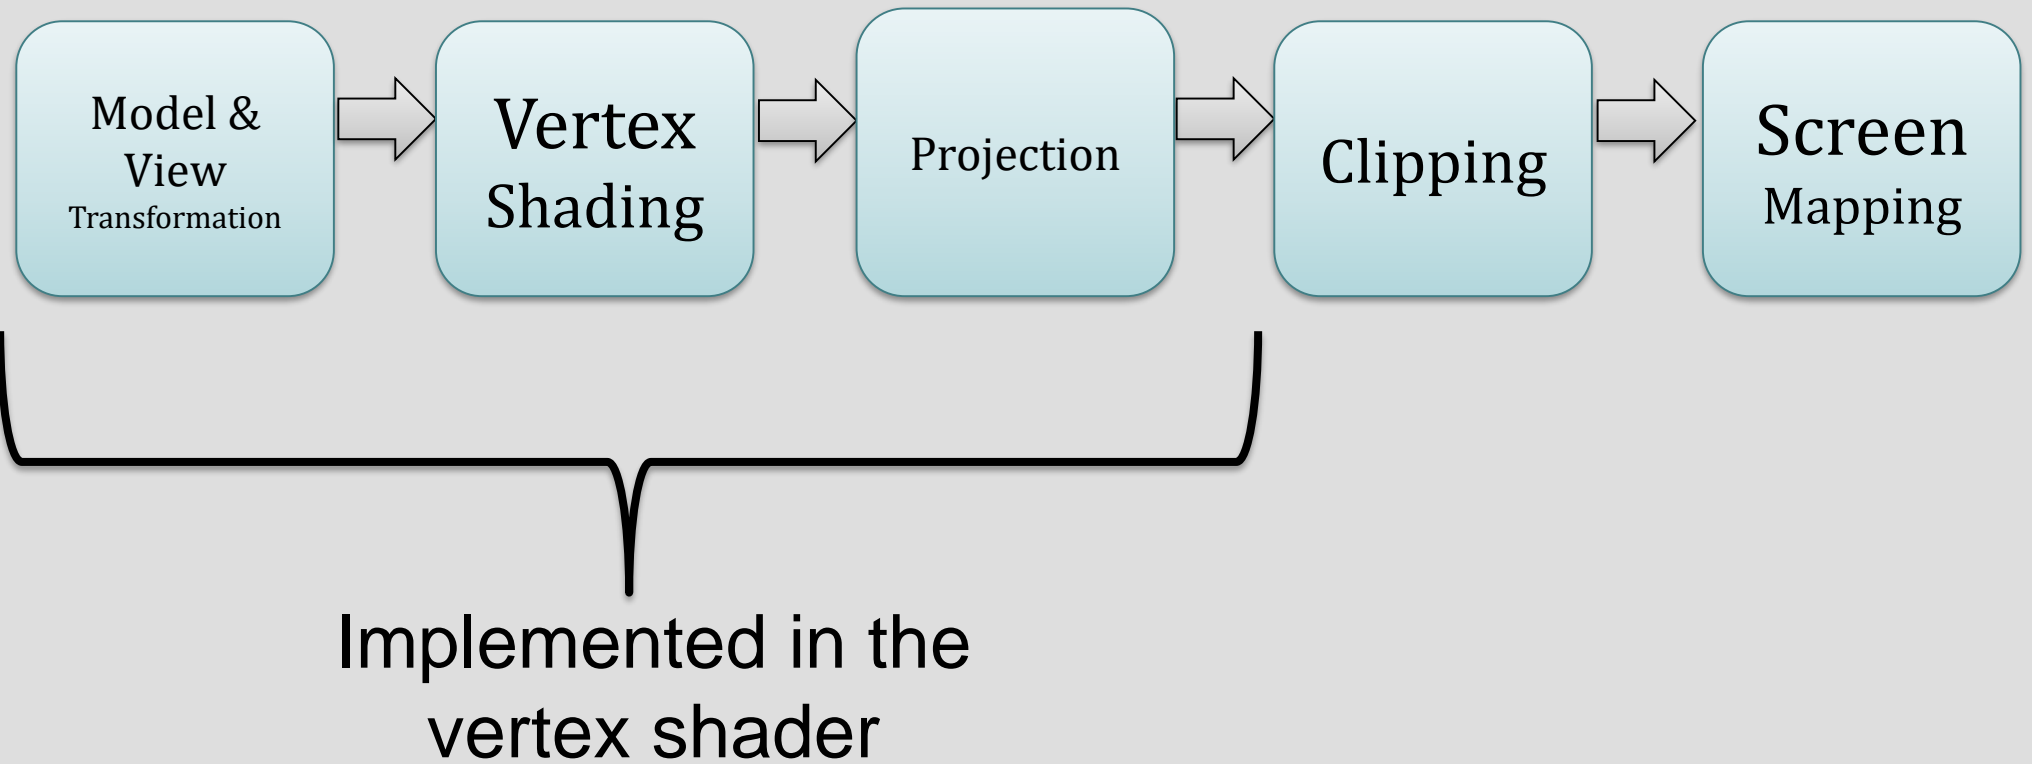 Model &
View
Transformation
Vertex
Shading
Projection
Clipping
Screen
Mapping
Implemented in the
vertex shader